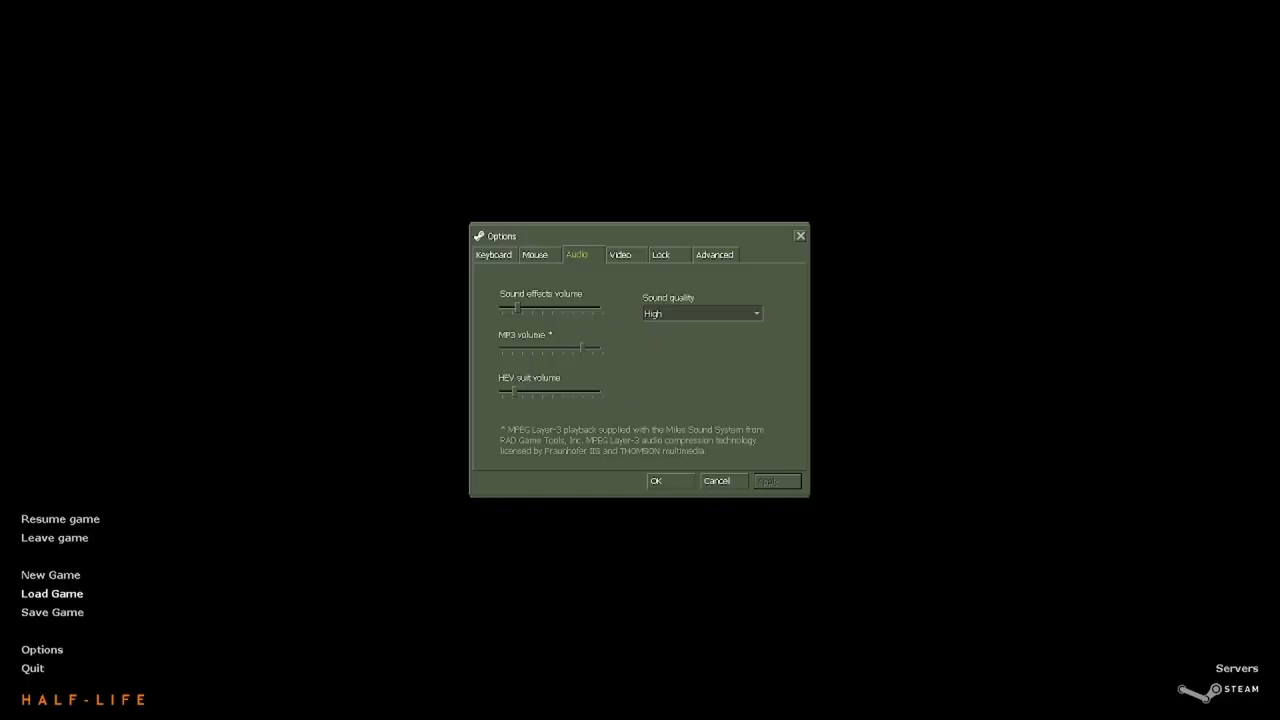 Options
Keyboard Mouse Audio Video Lock Advanced
Sound effects volume
Sound quality
High
MP3 volume *
HEV suit volume
* MPEG Layer-3 playback supplied with the Miles Sound System from
RAD Game Tools, Inc. MPEG Layer-3 audio compression technology
licensed by Fraunhofer IIS and THOMSON multimedia.
OK Cancel Apply
Resume game
Leave game
New Game
Load Game
Save Game
Options
Quit
HALF-LIFE
Servers
STEAM